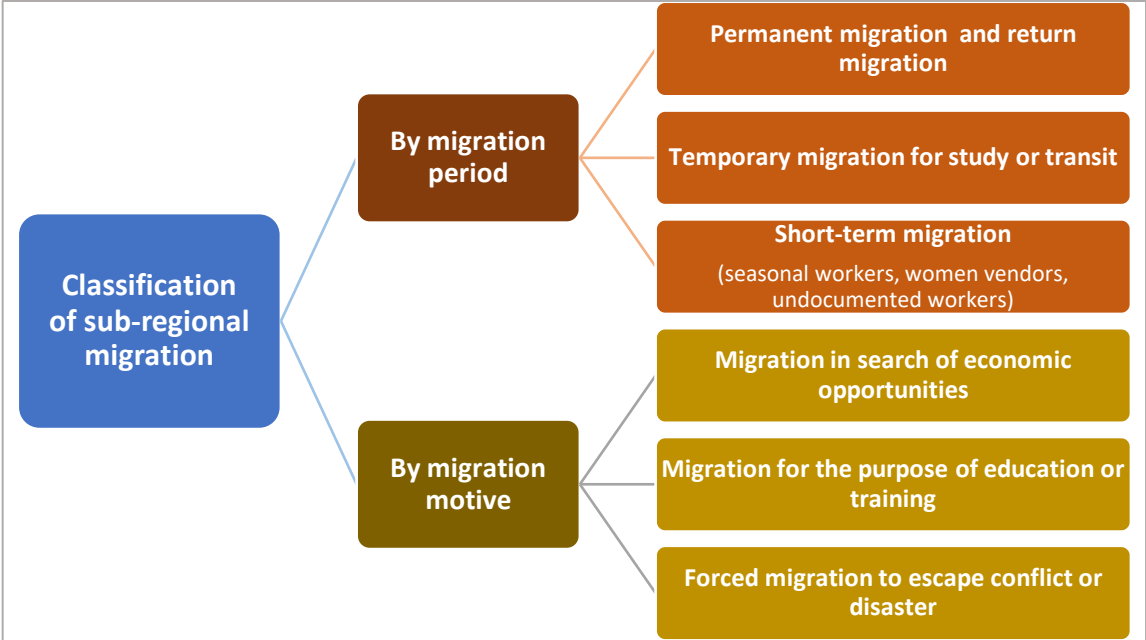 Classification
of sub-regional
migration
By migration
period
Permanent migration and return
migration
Temporary migration for study or transit
Short-term migration
(seasonal workers, women vendors,
undocumented workers)
By migration
motive
Migration in search of economic
opportunities
Migration for the purpose of education or
training
Forced migration to escape conflict or
disaster